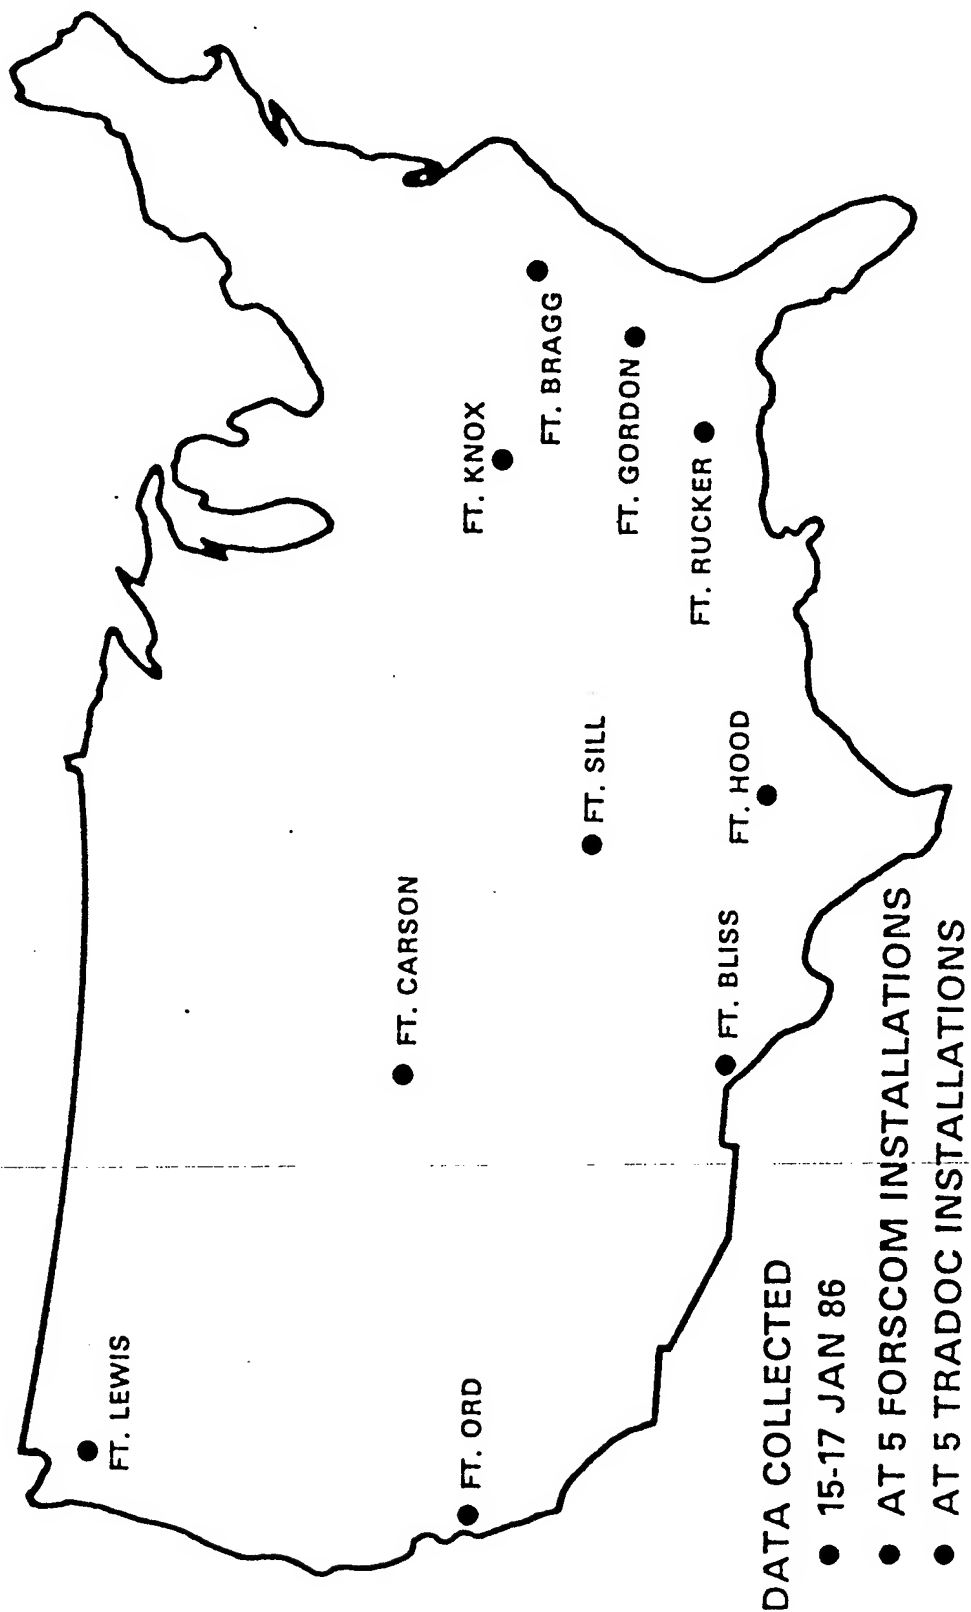 FT. LEWIS
FT. ORD
FT. CARSON
FT. KNOX
FT. BRAGG
FT. SILL
FT. GORDON
FT. RUCKER
FT. BLISS
FT. HOOD
DATA COLLECTED
● 15-17 JAN 86
● AT 5 FORSCOM INSTALLATIONS
● AT 5 TRADOC INSTALLATIONS